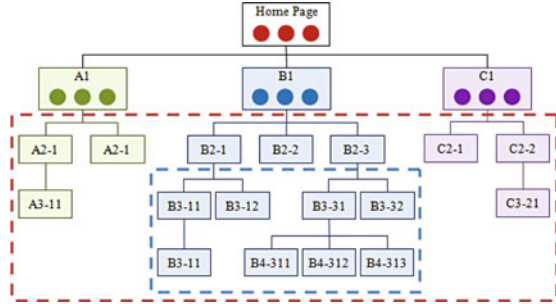 Home Page
A1
B1
C1
A2-1
A2-1
B2-1
B2-2
B2-3
C2-1
C2-2
A3-11
B3-11
B3-12
B3-31
B3-32
C3-21
B3-11
B4-311
B4-312
B4-313